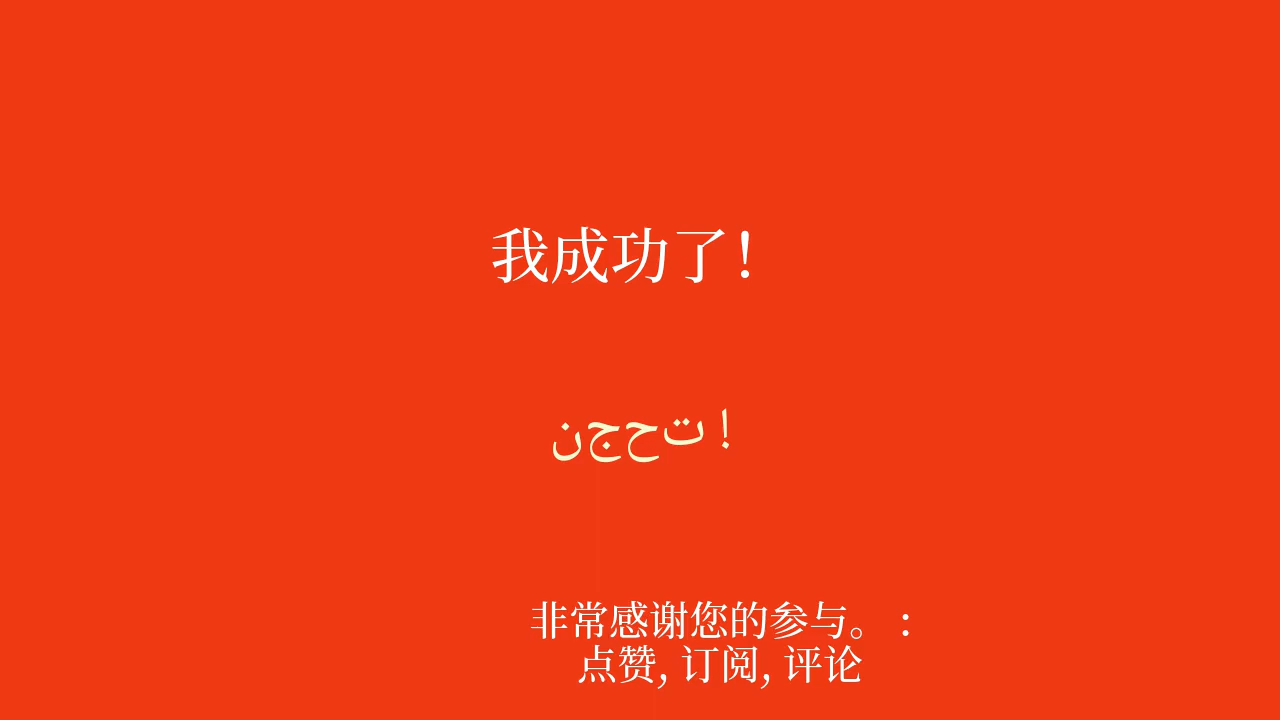 我成功了!
نجحت !
非常感谢您的参与。 :
点赞, 订阅, 评论